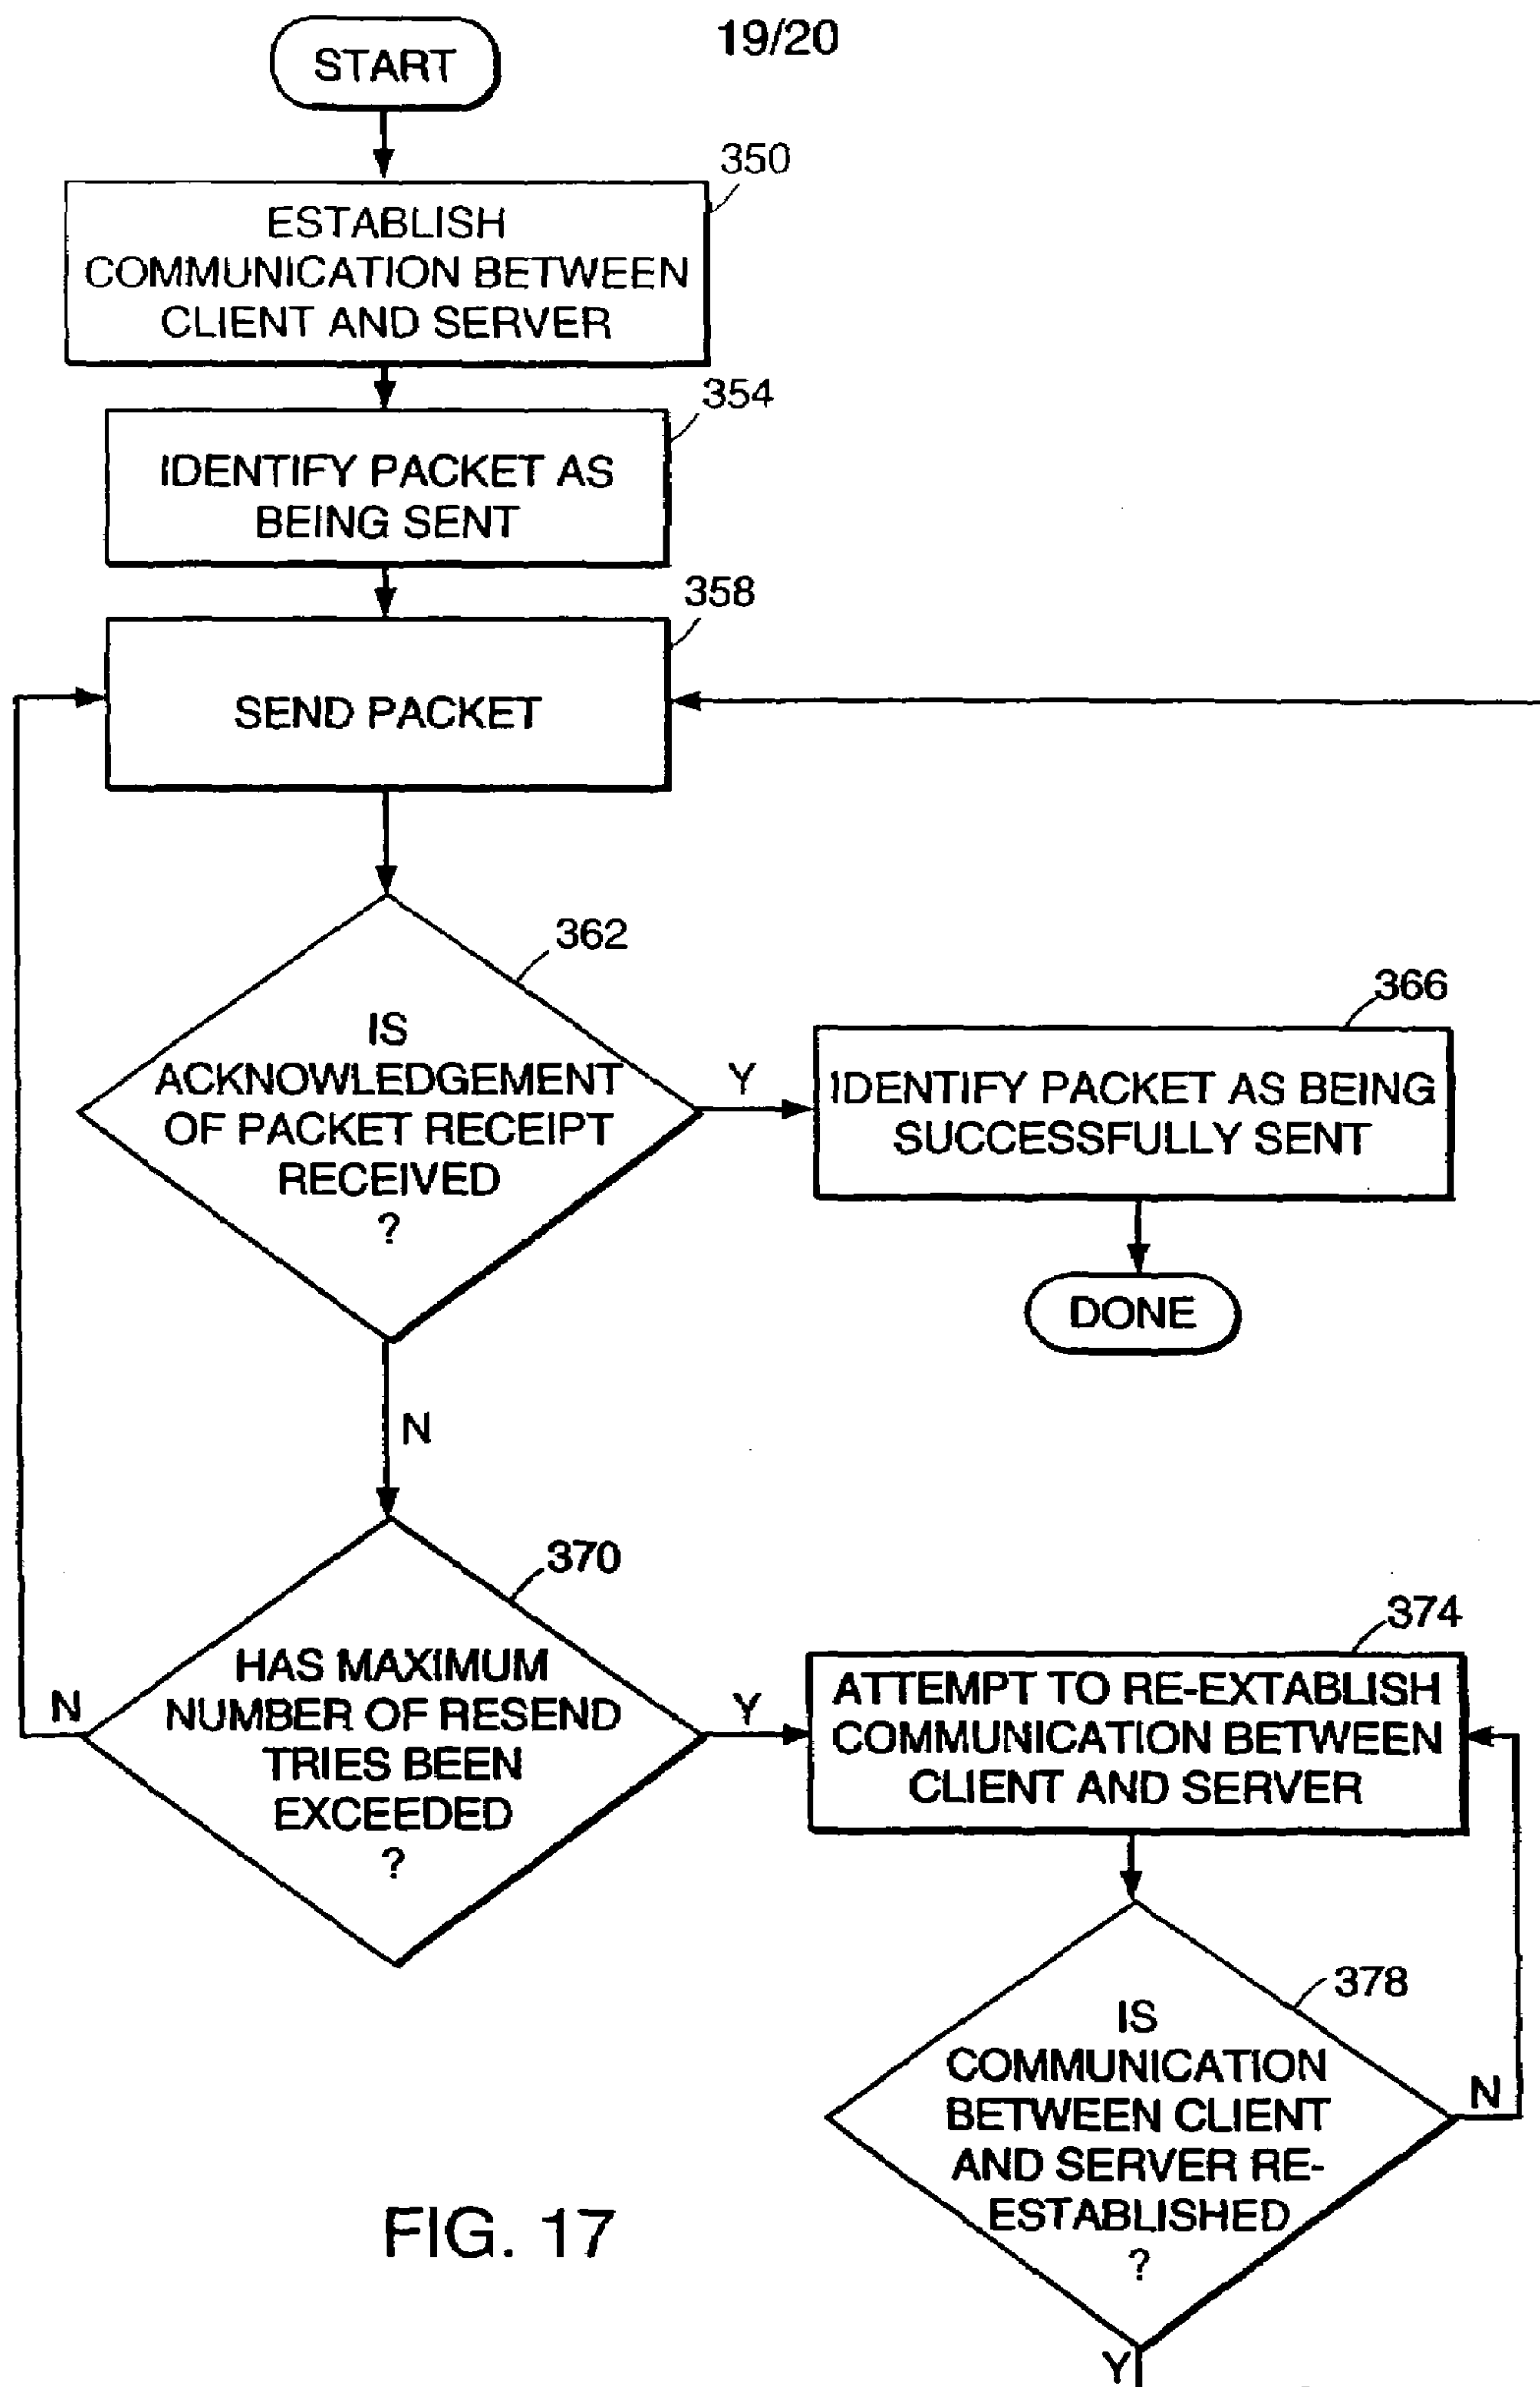 19/20
START
350
ESTABLISH
COMMUNICATION BETWEEN
CLIENT AND SERVER
354
IDENTIFY PACKET AS
BEING SENT
358
SEND PACKET
362
IS
ACKNOWLEDGEMENT
OF PACKET RECEIPT
RECEIVED
?
Y
366
IDENTIFY PACKET AS BEING
SUCCESSFULLY SENT
DONE
N
370
HAS MAXIMUM
NUMBER OF RESEND
TRIES BEEN
EXCEEDED
?
N
Y
374
ATTEMPT TO RE-EXTABLISH
COMMUNICATION BETWEEN
CLIENT AND SERVER
378
IS
COMMUNICATION
BETWEEN CLIENT
AND SERVER RE-
ESTABLISHED
?
N
Y
FIG. 17